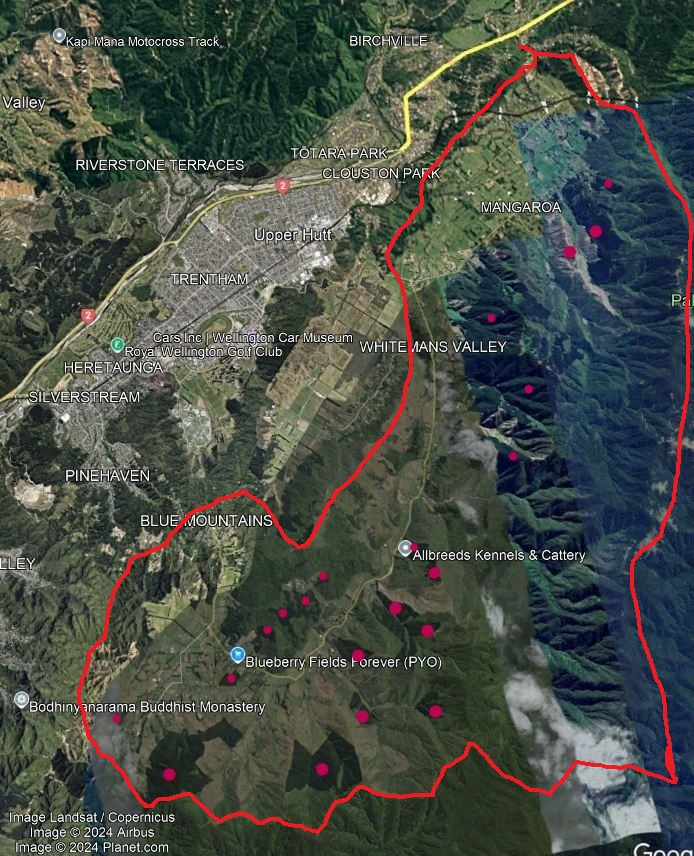 Kapi Mana Motocross Track
BIRCHVILLE
Valley
TŌTARA PARK
RIVERSTONE TERRACES
CLOUSTON PARK
2
MANGAROA
Upper Hutt
TRENTHAM
Pa
2
Cars Inc | Wellington Car Museum
WHITEMANS VALLEY
Royal Wellington Golf Club
HERETAUNGA
SILVERSTREAM
PINEHAVEN
BLUE MOUNTAINS
Allbreeds Kennels & Cattery
LLEY
Blueberry Fields Forever (PYO)
Bodhinyanarama Buddhist Monastery
Image Landsat / Copernicus
Image © 2024 Airbus
Image © 2024 Planet.com
Goog